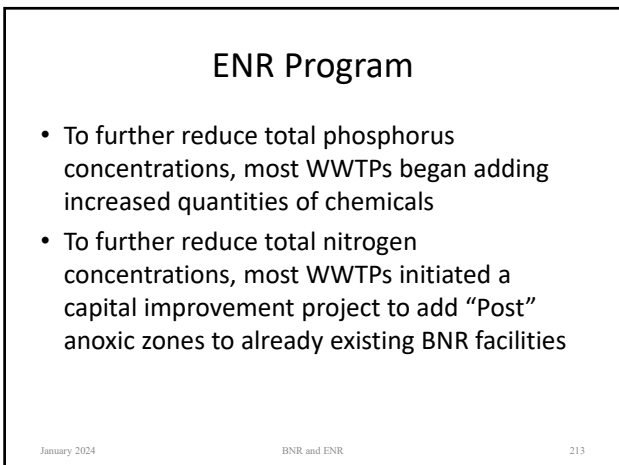 ENR Program
• To further reduce total phosphorus
concentrations, most WWTPs began adding
increased quantities of chemicals
• To further reduce total nitrogen
concentrations, most WWTPs initiated a
capital improvement project to add “Post”
anoxic zones to already existing BNR facilities
January 2024 BNR and ENR 213